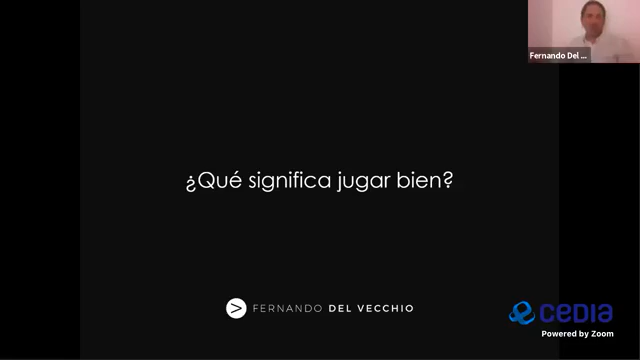 Fernando Del ...
¿Qué significa jugar bien?
> FERNANDO DEL VECCHIO
CEDIA
Powered by Zoom